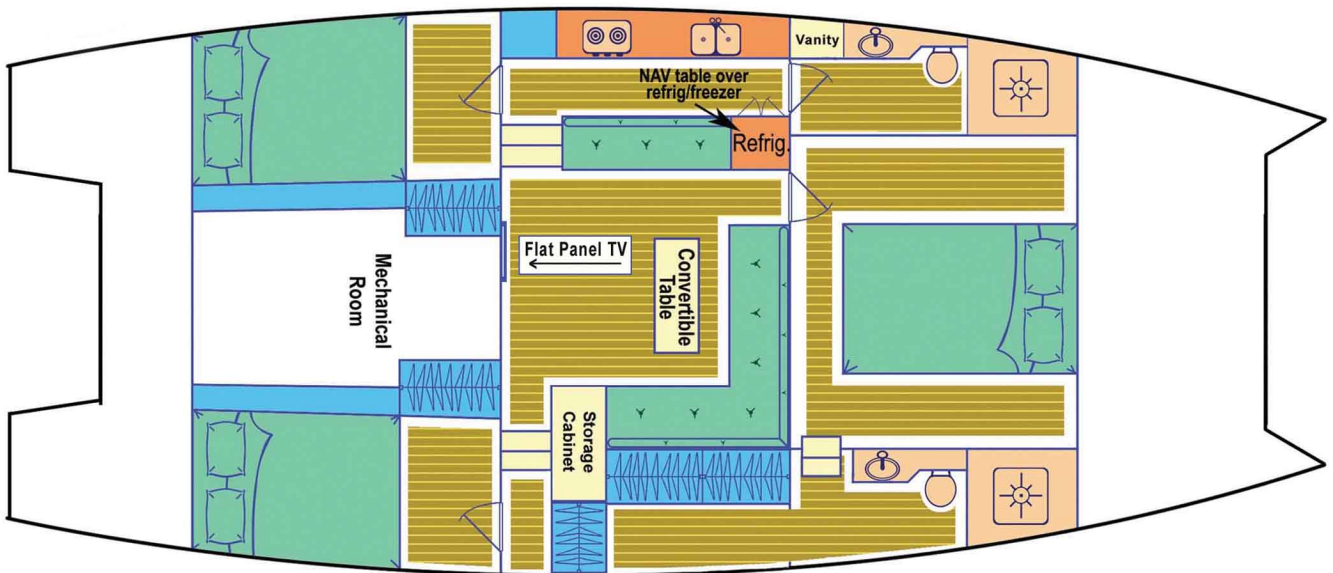 Vanity
NAV table over
refrig/freezer
Refrig.
Flat Panel TV
Convertible
Table
Mechanical
Room
Storage
Cabinet